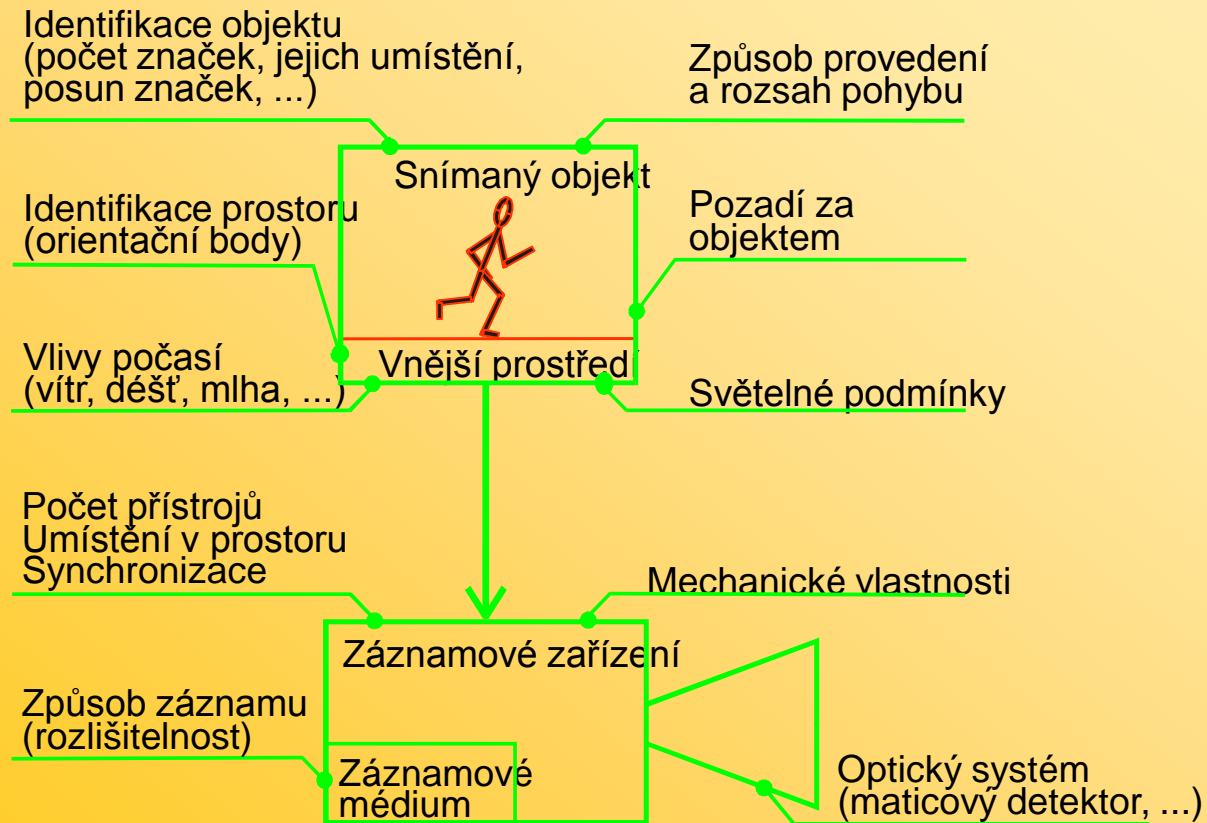 Identifikace objektu
(počet značek, jejich umístění,
posun značek, ...)
Způsob provedení
a rozsah pohybu
Snímaný objekt
Identifikace prostoru
(orientační body)
Pozadí za
objektem
Vlivy počasí
(vítr, déšť, mlha, ...)
Vnější prostředí
Světelné podmínky
Počet přístrojů
Umístění v prostoru
Synchronizace
Mechanické vlastnosti
Záznamové zařízení
Způsob záznamu
(rozlišitelnost)
Záznamové
médium
Optický systém
(maticový detektor, ...)